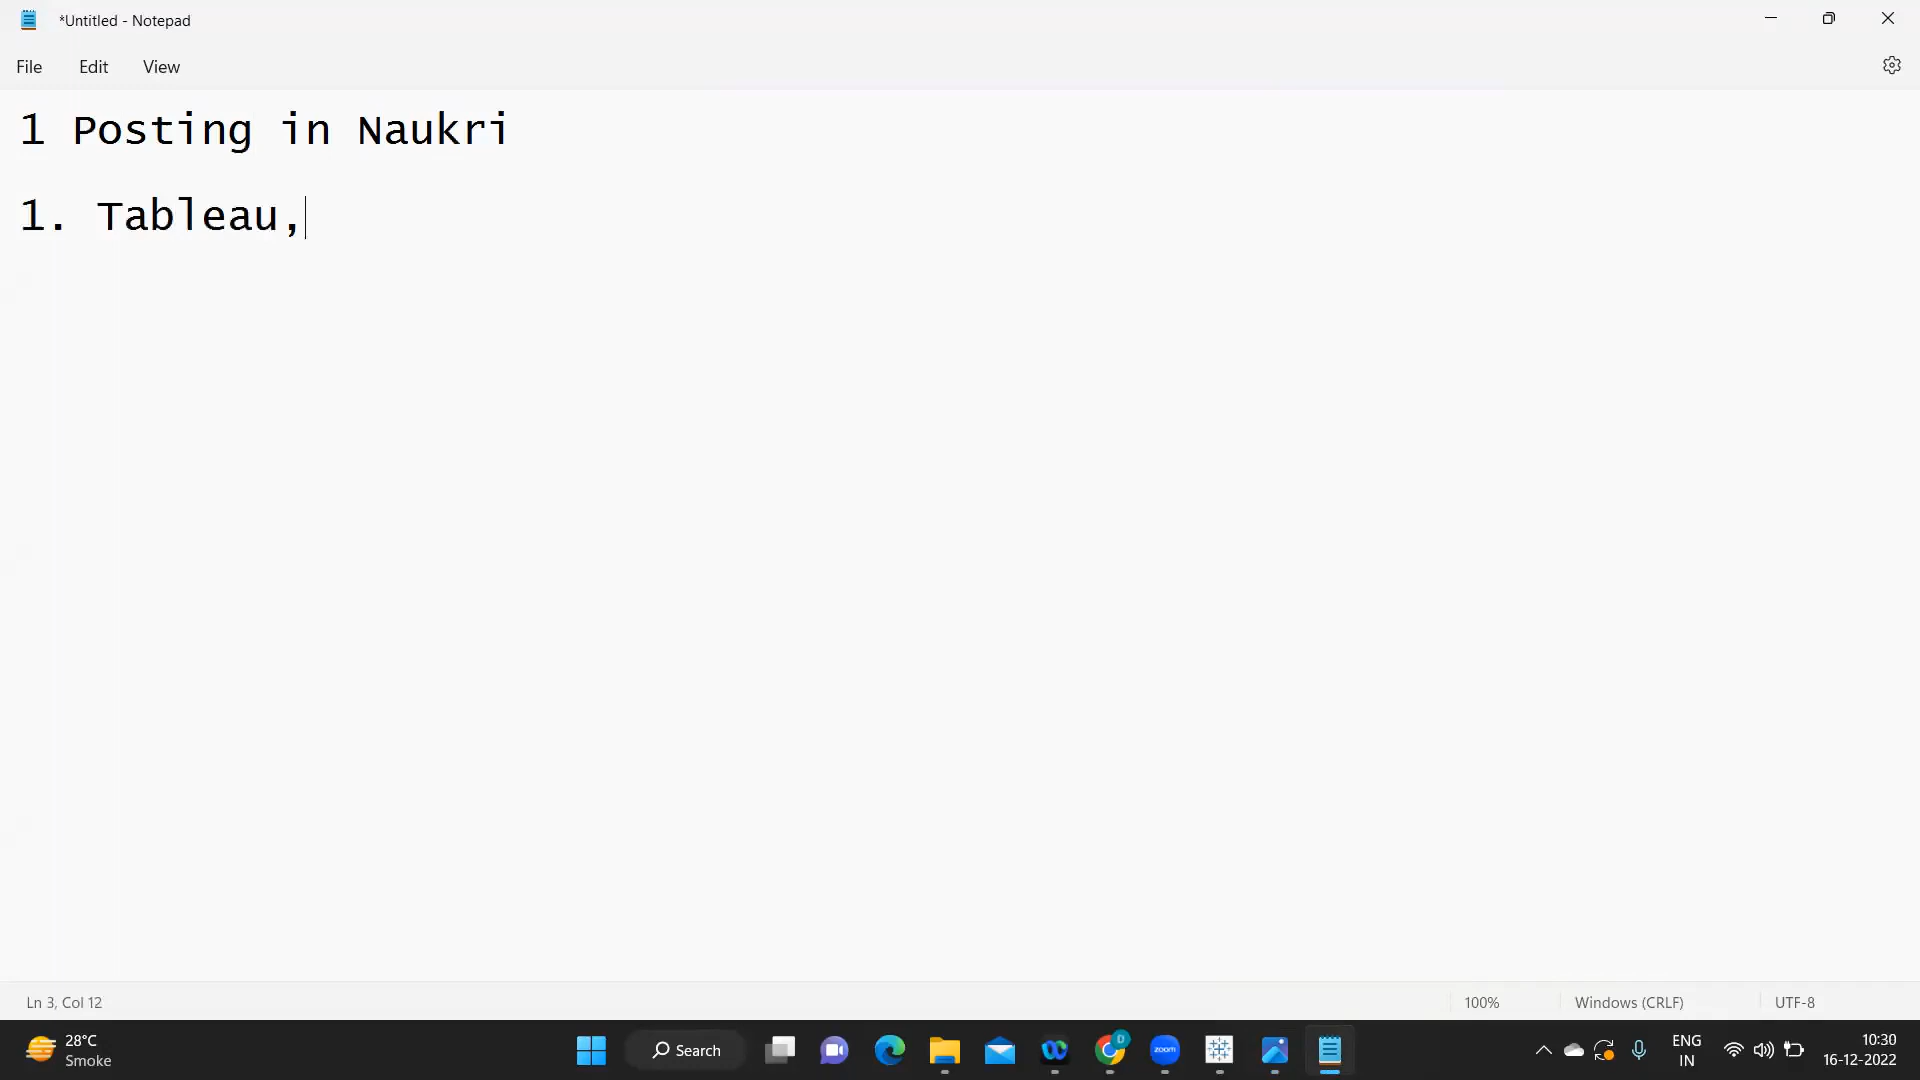 *Untitled - Notepad
File Edit View
1 Posting in Naukri
1. Tableau,
Ln 3, Col 12 100% Windows (CRLF) UTF-8
28°C
Smoke
Search
D
zoom
ENG
IN
10:30
16-12-2022